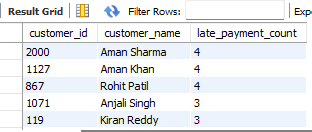 Result Grid Filter Rows: Expo
customer_id customer_name late_payment_count
2000 Aman Sharma 4
1127 Aman Khan 4
867 Rohit Patil 4
1071 Anjali Singh 3
119 Kiran Reddy 3